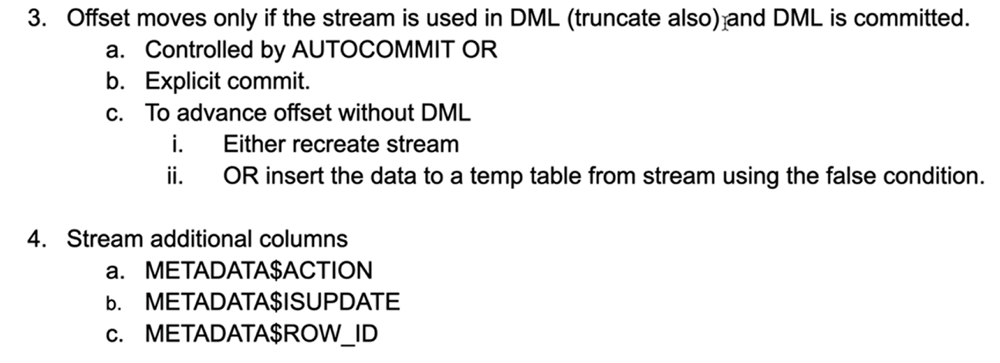 3. Offset moves only if the stream is used in DML (truncate also) and DML is committed.
a. Controlled by AUTOCOMMIT OR
b. Explicit commit.
c. To advance offset without DML
i. Either recreate stream
ii. OR insert the data to a temp table from stream using the false condition.
4. Stream additional columns
a. METADATA$ACTION
b. METADATA$ISUPDATE
c. METADATA$ROW_ID